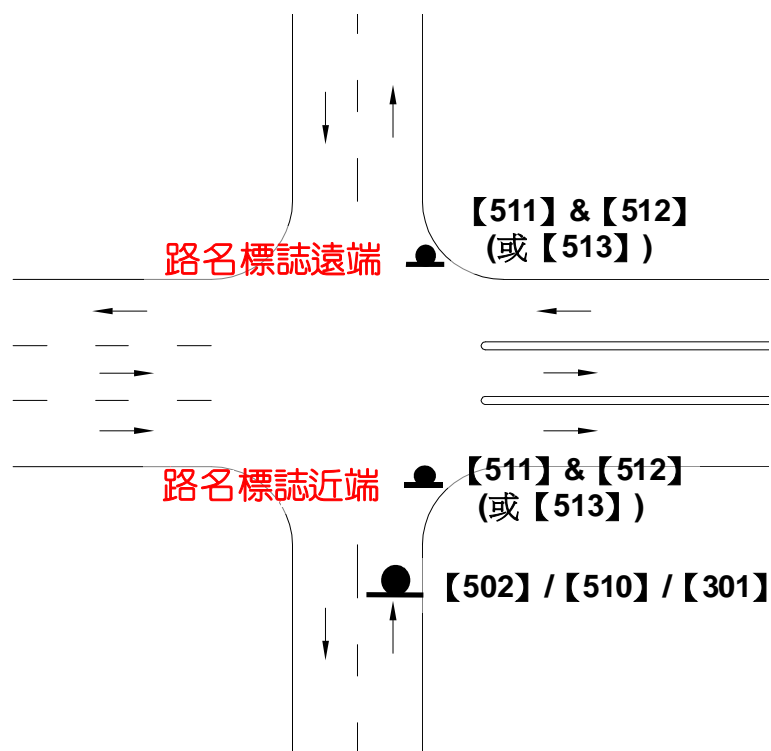 【511】 & 【512】
(或【513】)
路名標誌遠端
【511】 & 【512】
路名標誌近端
(或【513】)
【502】 / 【510】 / 【301】